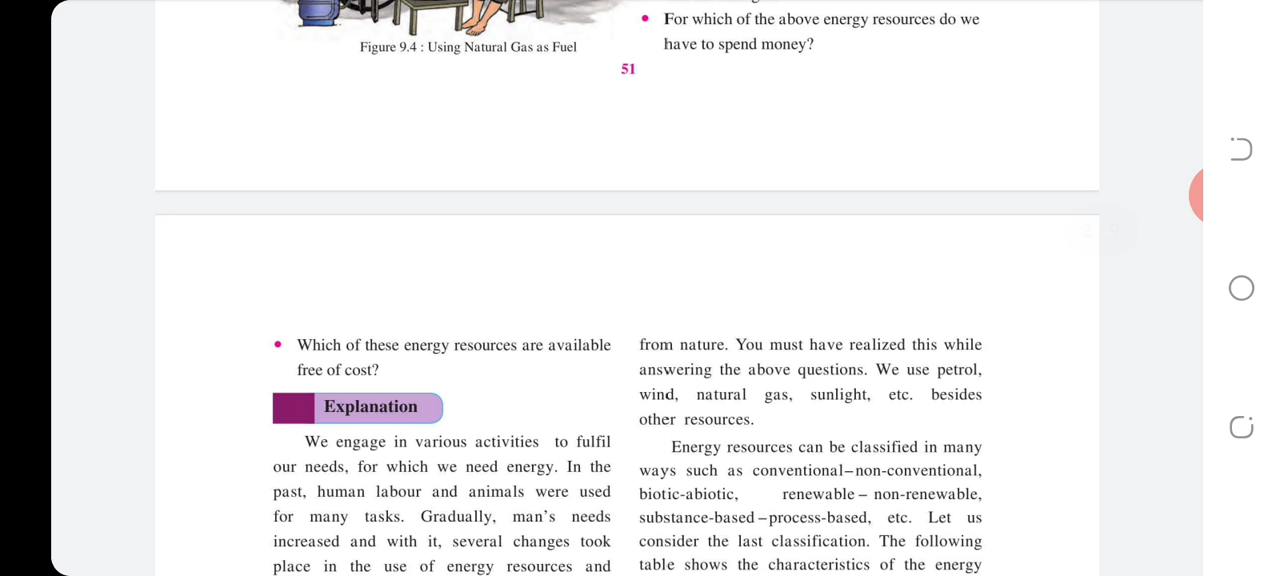 For which of the above energy resources do we
have to spend money?
Figure 9.4 : Using Natural Gas as Fuel
51
Which of these energy resources are available
free of cost?
Explanation
We engage in various activities to fulfil
our needs, for which we need energy. In the
past, human labour and animals were used
for many tasks. Gradually, man's needs
increased and with it, several changes took
place in the use of energy resources and
from nature. You must have realized this while
answering the above questions. We use petrol,
wind, natural gas, sunlight, etc. besides
other resources.
Energy resources can be classified in many
ways such as conventional–non-conventional,
biotic-abiotic, renewable – non-renewable,
substance-based –process-based, etc. Let us
consider the last classification. The following
table shows the characteristics of the energy